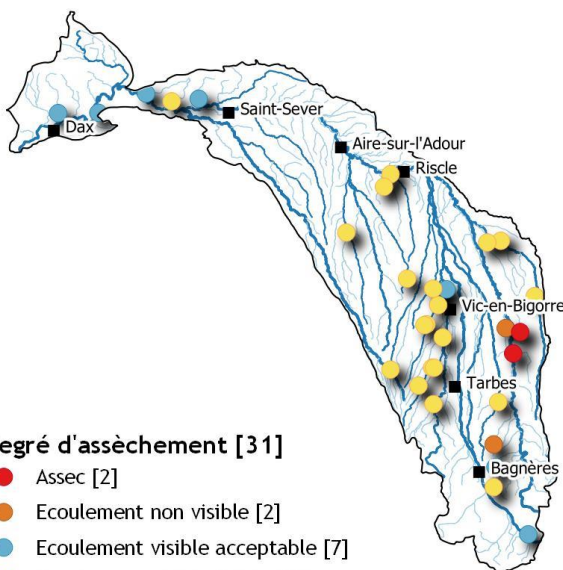 Saint-Sever
Dax
Aire-sur-l'Adour
Riscle
Vic-en-Bigorre
Tarbes
egré d'assèchement [31]
Assec [2]
Bagnères
Ecoulement non visible [2]
Ecoulement visible acceptable [7]